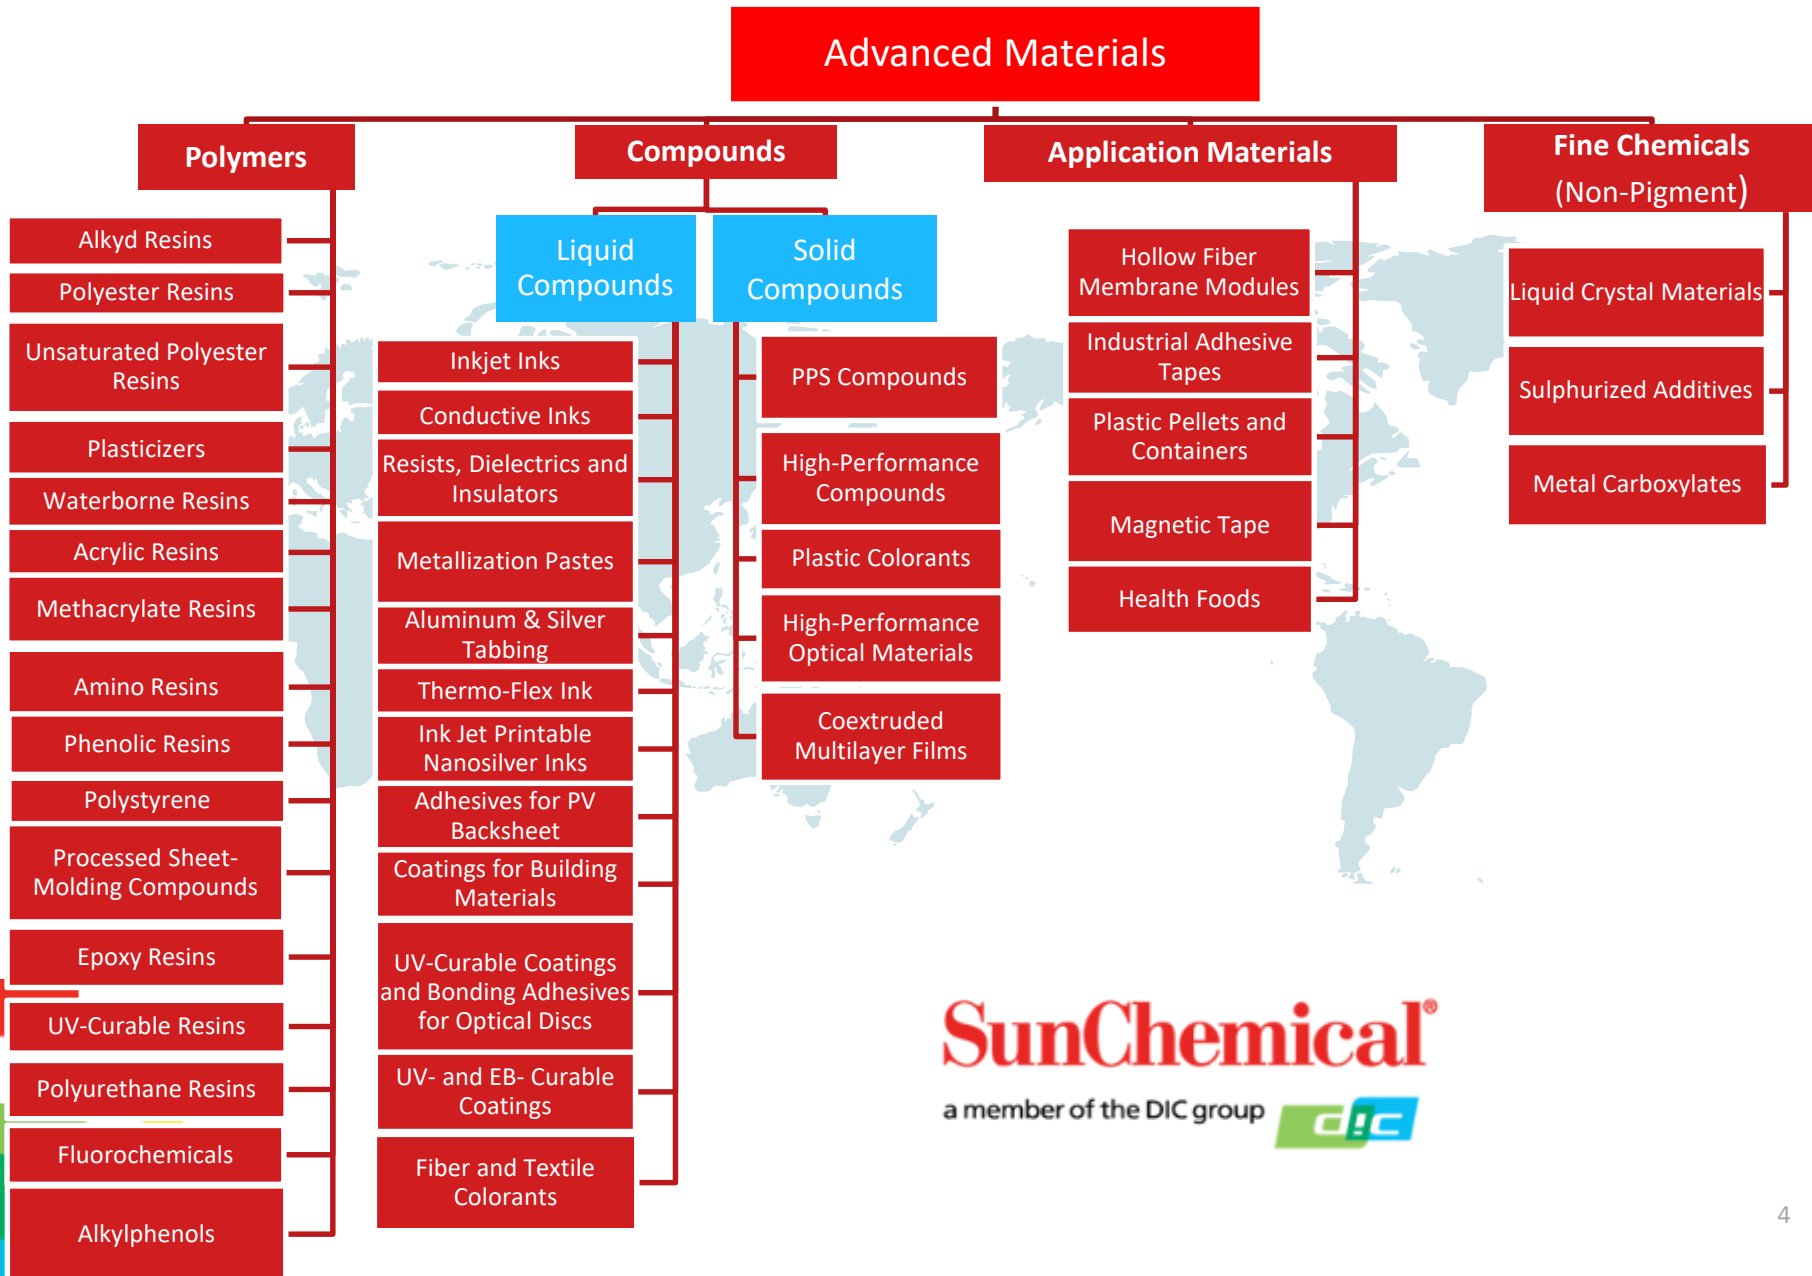 Advanced Materials
Polymers
Alkyd Resins
Polyester Resins
Unsaturated Polyester
Resins
Plasticizers
Waterborne Resins
Acrylic Resins
Methacrylate Resins
Amino Resins
Phenolic Resins
Polystyrene
Processed Sheet-
Molding Compounds
Epoxy Resins
UV-Curable Resins
Polyurethane Resins
Fluorochemicals
Alkylphenols
Compounds
Liquid
Compounds
Inkjet Inks
Conductive Inks
Resists, Dielectrics and
Insulators
Metallization Pastes
Aluminum & Silver
Tabbing
Thermo-Flex Ink
Ink Jet Printable
Nanosilver Inks
Adhesives for PV
Backsheet
Coatings for Building
Materials
UV-Curable Coatings
and Bonding Adhesives
for Optical Discs
UV- and EB- Curable
Coatings
Fiber and Textile
Colorants
Solid
Compounds
PPS Compounds
High-Performance
Compounds
Plastic Colorants
High-Performance
Optical Materials
Coextruded
Multilayer Films
Application Materials
Hollow Fiber
Membrane Modules
Industrial Adhesive
Tapes
Plastic Pellets and
Containers
Magnetic Tape
Health Foods
Fine Chemicals
(Non-Pigment)
Liquid Crystal Materials
Sulphurized Additives
Metal Carboxylates
SunChemical®
a member of the DIC group
dic
4